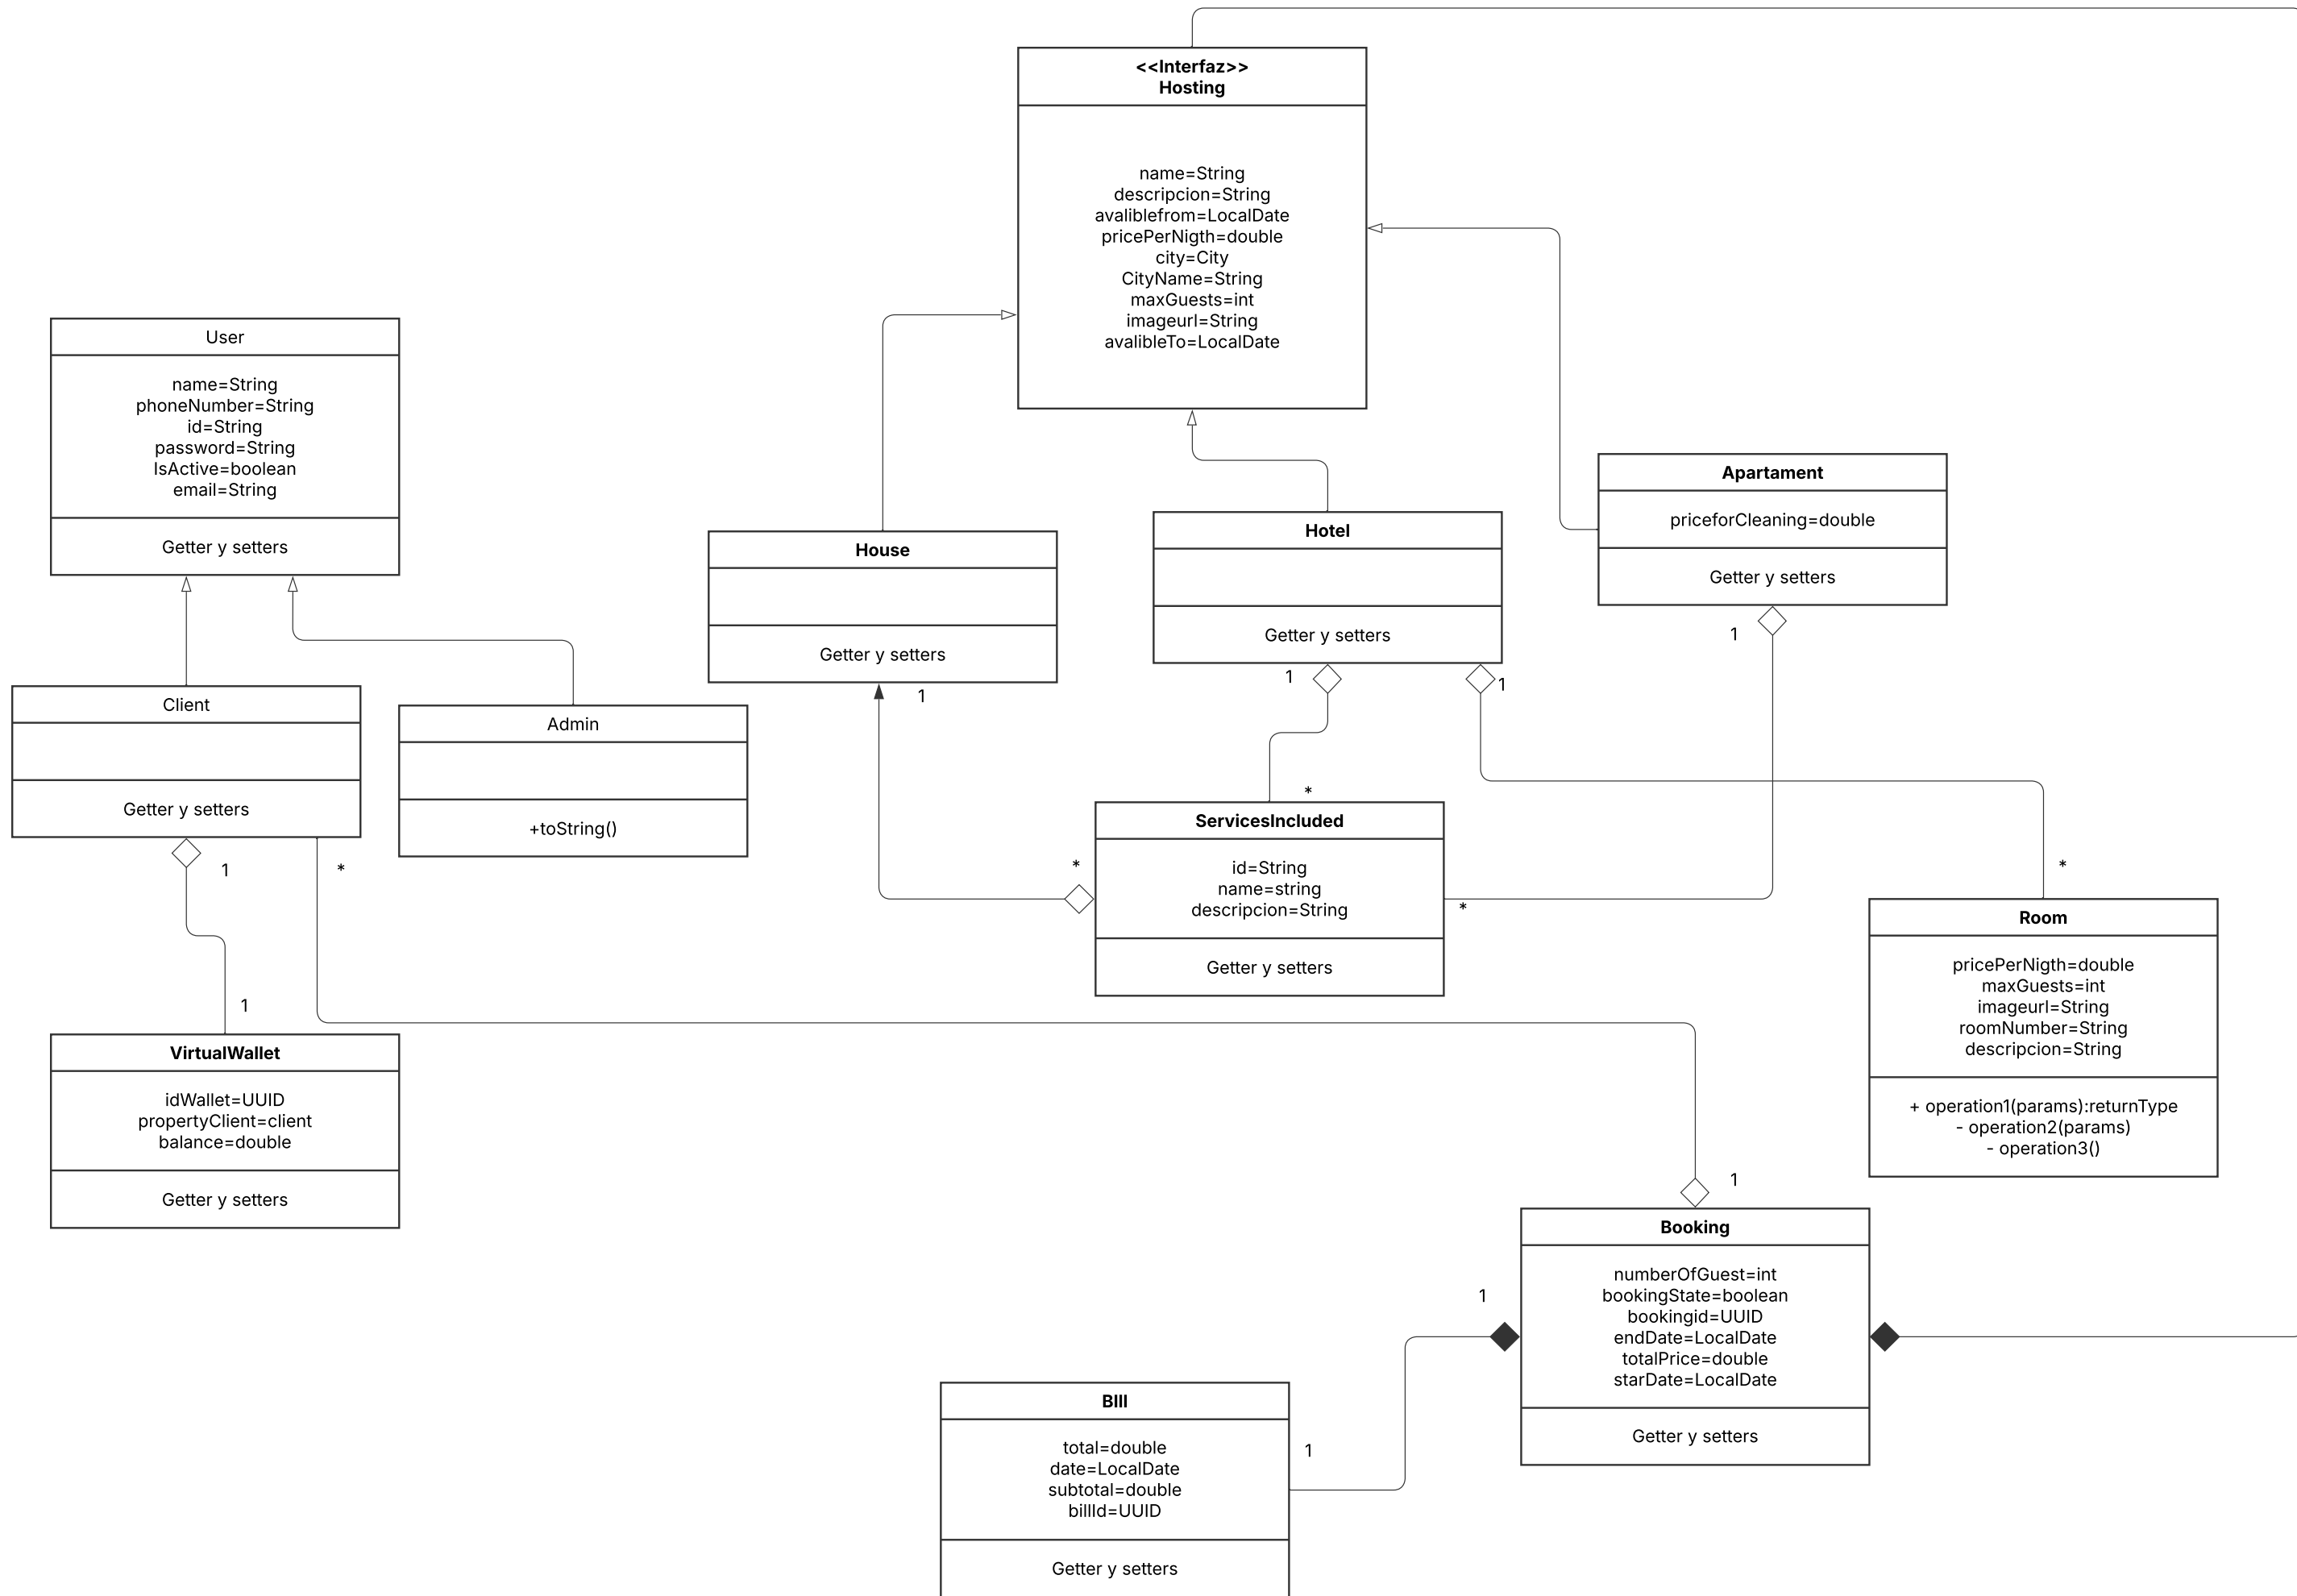 <<Interfaz>>
Hosting
name=String
descripcion=String
avaliblefrom=LocalDate
pricePerNigth=double
city=City
CityName=String
maxGuests=int
imageurl=String
avalibleTo=LocalDate
User
name=String
phoneNumber=String
id=String
password=String
IsActive=boolean
email=String
Getter y setters
Apartament
priceforCleaning=double
Getter y setters
1
Hotel
Getter y setters
1
1
House
Getter y setters
1
Client
Getter y setters
1
*
Admin
+toString()
*
ServicesIncluded
id=String
name=string
descripcion=String
Getter y setters
*
*
*
Room
pricePerNigth=double
maxGuests=int
imageurl=String
roomNumber=String
descripcion=String
+ operation1(params):returnType
- operation2(params)
- operation3()
1
VirtualWallet
idWallet=UUID
propertyClient=client
balance=double
Getter y setters
1
Booking
numberOfGuest=int
bookingState=boolean
bookingid=UUID
endDate=LocalDate
totalPrice=double
starDate=LocalDate
Getter y setters
1
BIll
total=double
date=LocalDate
subtotal=double
billId=UUID
Getter y setters
1